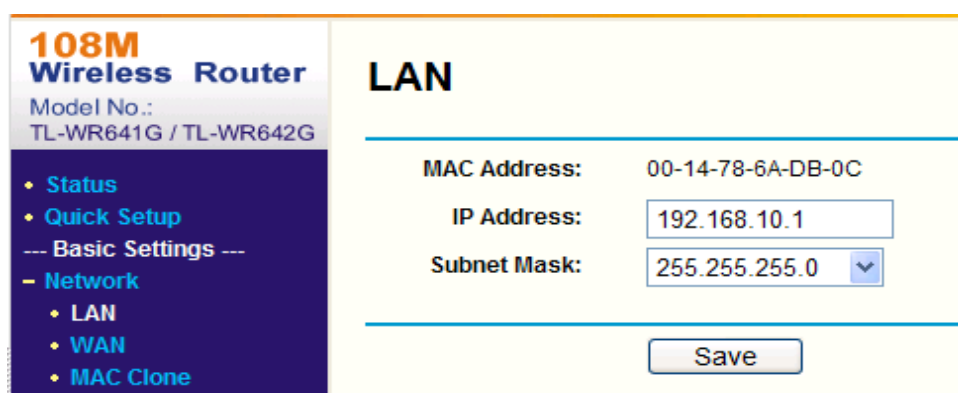 108M
Wireless Router
Model No.:
TL-WR641G / TL-WR642G
• Status
• Quick Setup
--- Basic Settings ---
– Network
• LAN
• WAN
• MAC Clone
LAN
MAC Address: 00-14-78-6A-DB-0C
IP Address: 192.168.10.1
Subnet Mask: 255.255.255.0
Save